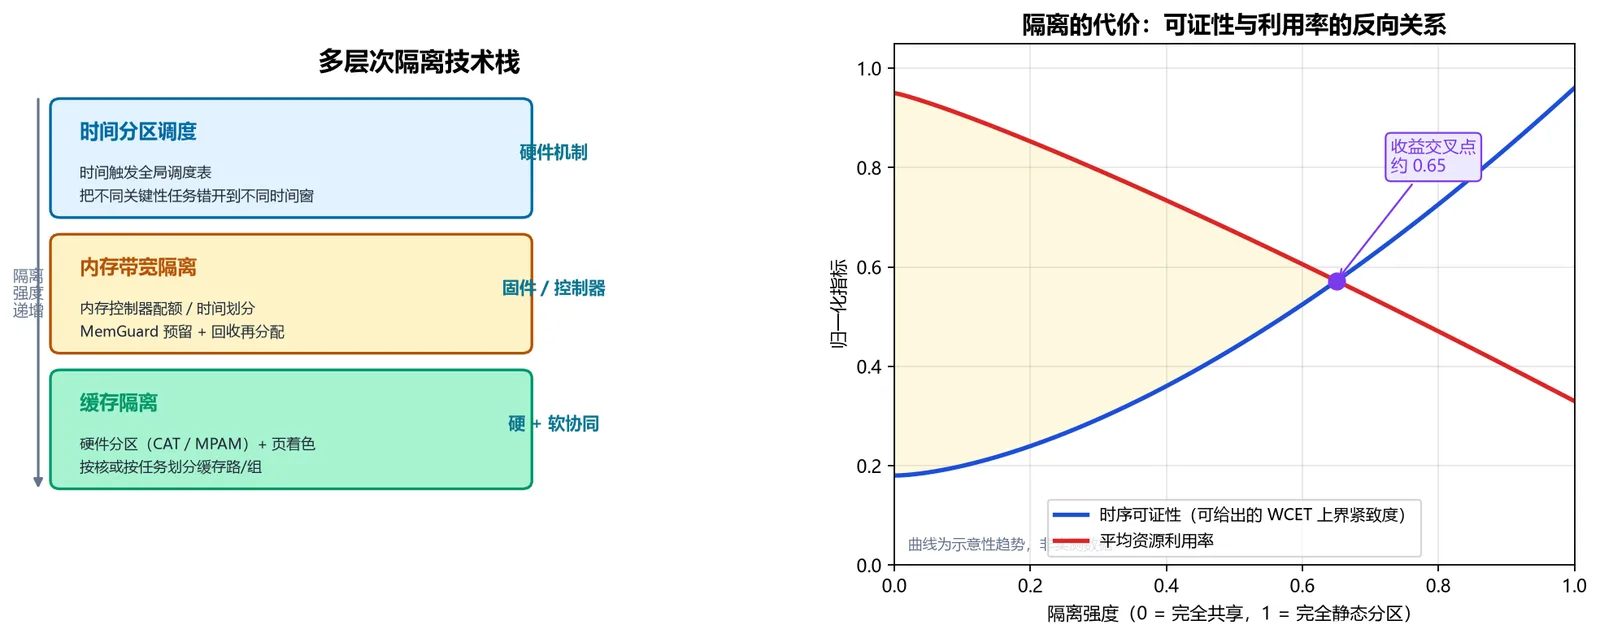 多层次隔离技术栈
时间分区调度
时间触发全局调度表
把不同关键性任务错开到不同时间窗
硬件机制
内存带宽隔离
内存控制器配额 / 时间划分
MemGuard 预留 + 回收再分配
固件 / 控制器
缓存隔离
硬件分区（CAT / MPAM）+ 页着色
按核或按任务划分缓存路/组
硬 + 软协同
隔离
强度
递增
隔离的代价：可证性与利用率的反向关系
1.0
0.8
0.6
0.4
0.2
0.0
归一化指标
收益交叉点
约 0.65
时序可证性（可给出的 WCET 上界紧致度）
平均资源利用率
曲线为示意性趋势，非实测数据
0.0
0.2
0.4
0.6
0.8
1.0
隔离强度（0 = 完全共享，1 = 完全静态分区）